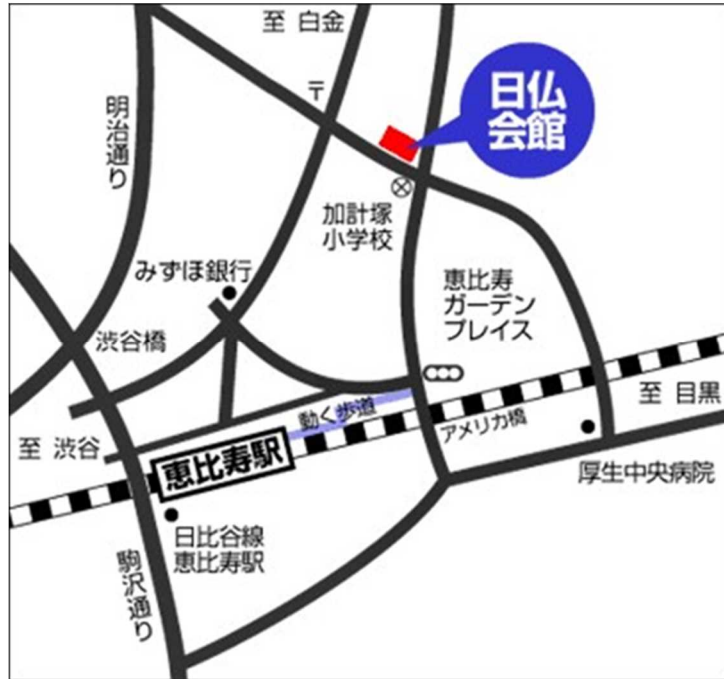 至 白金
〒
日仏
会館
明治通り
加計塚
小学校
みずほ銀行
恵比寿
ガーデン
プレイス
渋谷橋
至 目黒
動く歩道
アメリカ橋
至 渋谷
恵比寿駅
厚生中央病院
日比谷線
恵比寿駅
駒沢通り